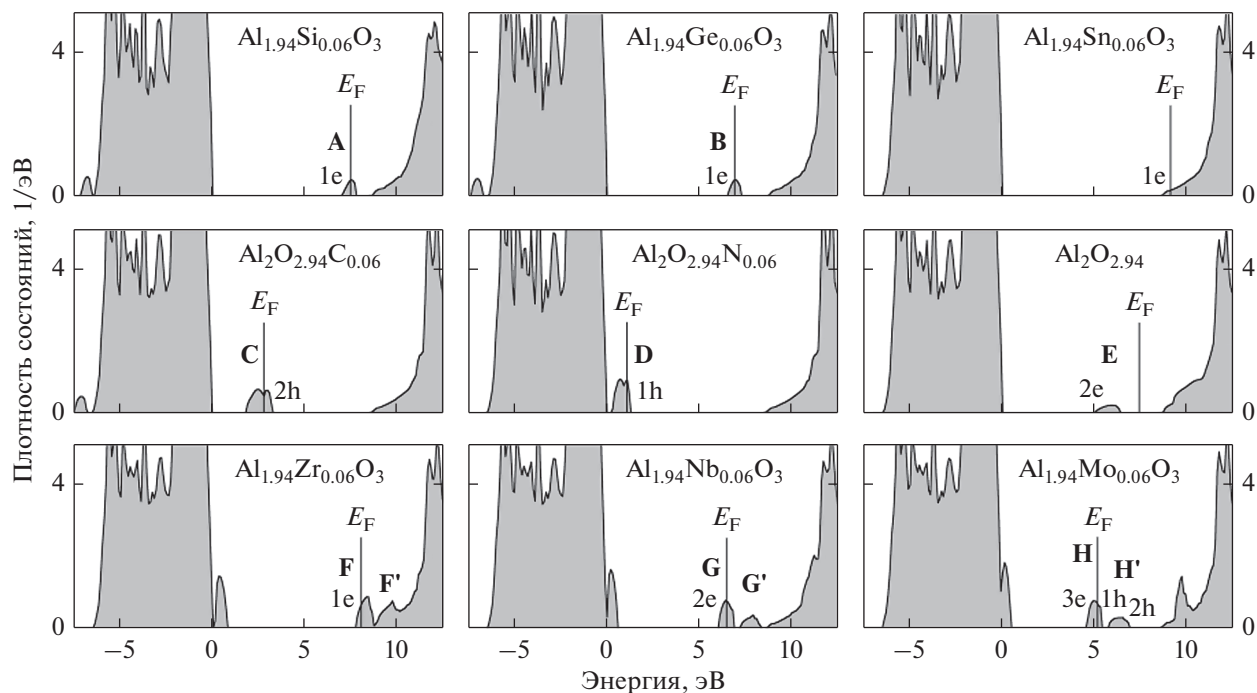 Плотность состояний, 1/эВ
4
0
Al1.94Si0.06O3
EF
A
1e
Al1.94Ge0.06O3
EF
B
1e
Al1.94Sn0.06O3
EF
1e
4
0
4
0
Al2O2.94C0.06
EF
C
2h
Al2O2.94N0.06
EF
D
1h
Al2O2.94
EF
E
2e
4
0
4
0
Al1.94Zr0.06O3
EF
F
F'
1e
Al1.94Nb0.06O3
EF
G
G'
2e
Al1.94Mo0.06O3
EF
H
H'
3e
1h
2h
4
0
−5 0 5 10 −5 0 5 10 −5 0 5 10
Энергия, эВ